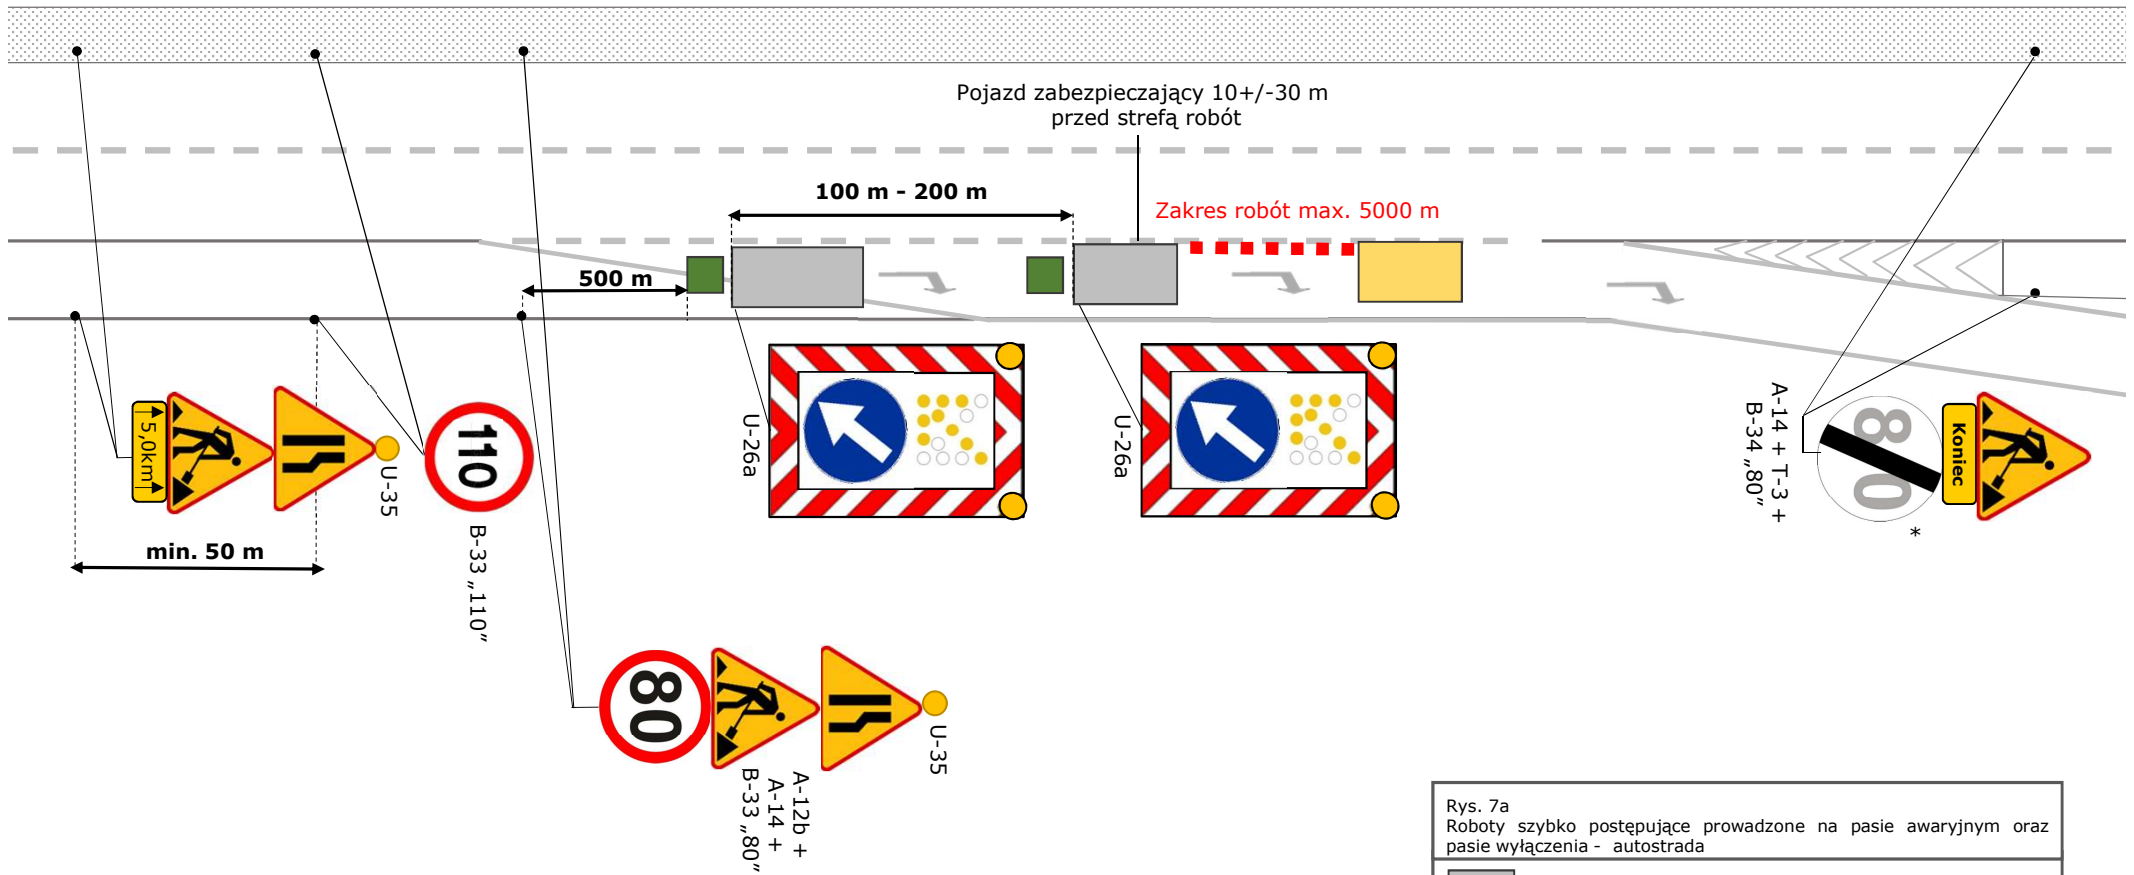 Pojazd zabezpieczający 10+/-30 m
przed strefą robót
100 m - 200 m
Zakres robót max. 5000 m
500 m
5,0km
U-35
110
B-33 „110”
min. 50 m
U-26a
U-26a
A-14 + T-3 +
B-34 „80”
80
Koniec
*
80
U-35
A-12b +
A-14 +
B-33 „80”
Rys. 7a
Roboty szybko postępujące prowadzone na pasie awaryjnym oraz
pasie wyłączenia - autostrada